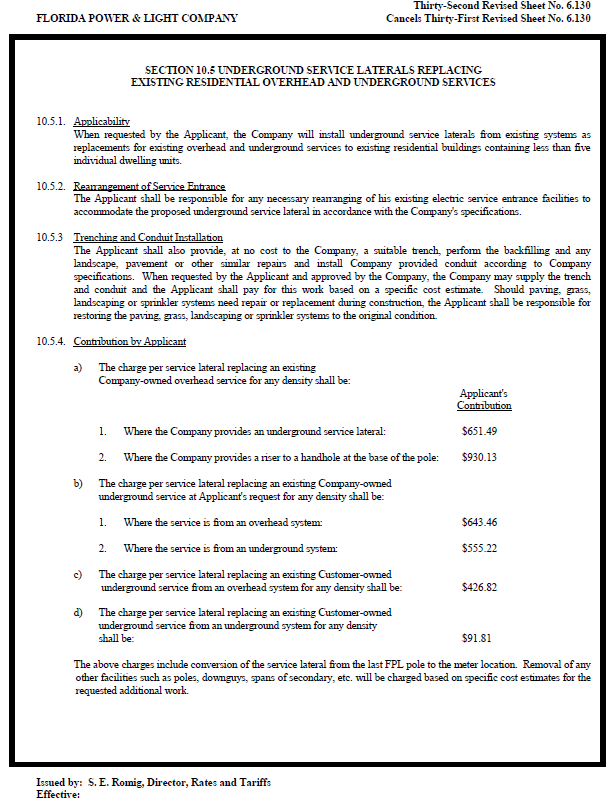 Thirty-Second Revised Sheet No. 6.130
FLORIDA POWER & LIGHT COMPANY
Cancels Thirty-First Revised Sheet No. 6.130
SECTION 10.5 UNDERGROUND SERVICE LATERALS REPLACING
EXISTING RESIDENTIAL OVERHEAD AND UNDERGROUND SERVICES
10.5.1. Applicability
When requested by the Applicant, the Company will install underground service laterals from existing systems as
replacements for existing overhead and underground services to existing residential buildings containing less than five
individual dwelling units.
10.5.2. Rearrangement of Service Entrance
The Applicant shall be responsible for any necessary rearranging of his existing electric service entrance facilities to
accommodate the proposed underground service lateral in accordance with the Company's specifications.
10.5.3 Trenching and Conduit Installation
The Applicant shall also provide, at no cost to the Company, a suitable trench, perform the backfilling and any
landscape, pavement or other similar repairs and install Company provided conduit according to Company
specifications. When requested by the Applicant and approved by the Company, the Company may supply the trench
and conduit and the Applicant shall pay for this work based on a specific cost estimate. Should paving, grass,
landscaping or sprinkler systems need repair or replacement during construction, the Applicant shall be responsible for
restoring the paving, grass, landscaping or sprinkler systems to the original condition.
10.5.4. Contribution by Applicant
a) The charge per service lateral replacing an existing
Company-owned overhead service for any density shall be:
Applicant's
Contribution
1. Where the Company provides an underground service lateral: $651.49
2. Where the Company provides a riser to a handhole at the base of the pole: $930.13
b) The charge per service lateral replacing an existing Company-owned
underground service at Applicant's request for any density shall be:
1. Where the service is from an overhead system: $643.46
2. Where the service is from an underground system: $555.22
c) The charge per service lateral replacing an existing Customer-owned
underground service from an overhead system for any density shall be: $426.82
d) The charge per service lateral replacing an existing Customer-owned
underground service from an underground system for any density
shall be: $91.81
The above charges include conversion of the service lateral from the last FPL pole to the meter location. Removal of any
other facilities such as poles, downguys, spans of secondary, etc. will be charged based on specific cost estimates for the
requested additional work.
Issued by: S. E. Romig, Director, Rates and Tariffs
Effective: